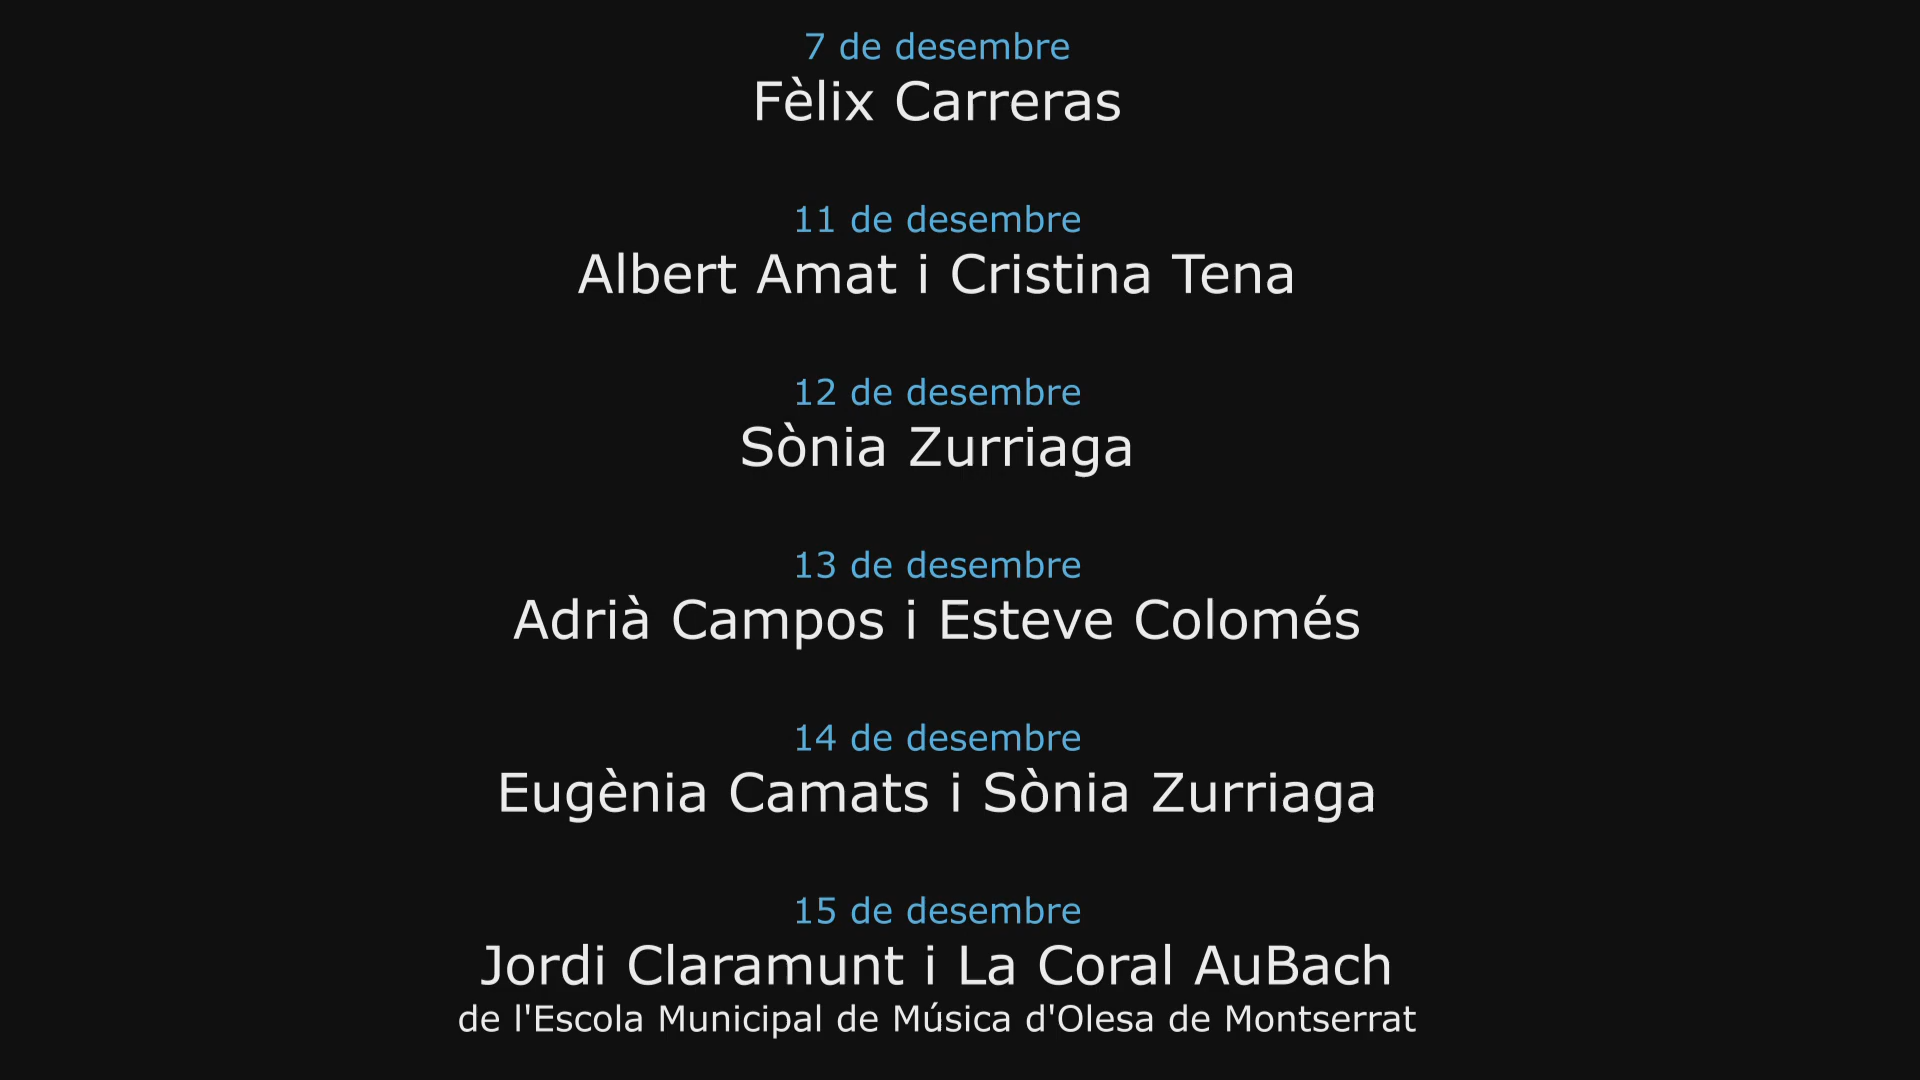 7 de desembre
Fèlix Carreras
11 de desembre
Albert Amat i Cristina Tena
12 de desembre
Sònia Zurriaga
13 de desembre
Adrià Campos i Esteve Colomés
14 de desembre
Eugènia Camats i Sònia Zurriaga
15 de desembre
Jordi Claramunt i La Coral AuBach
de l'Escola Municipal de Música d'Olesa de Montserrat